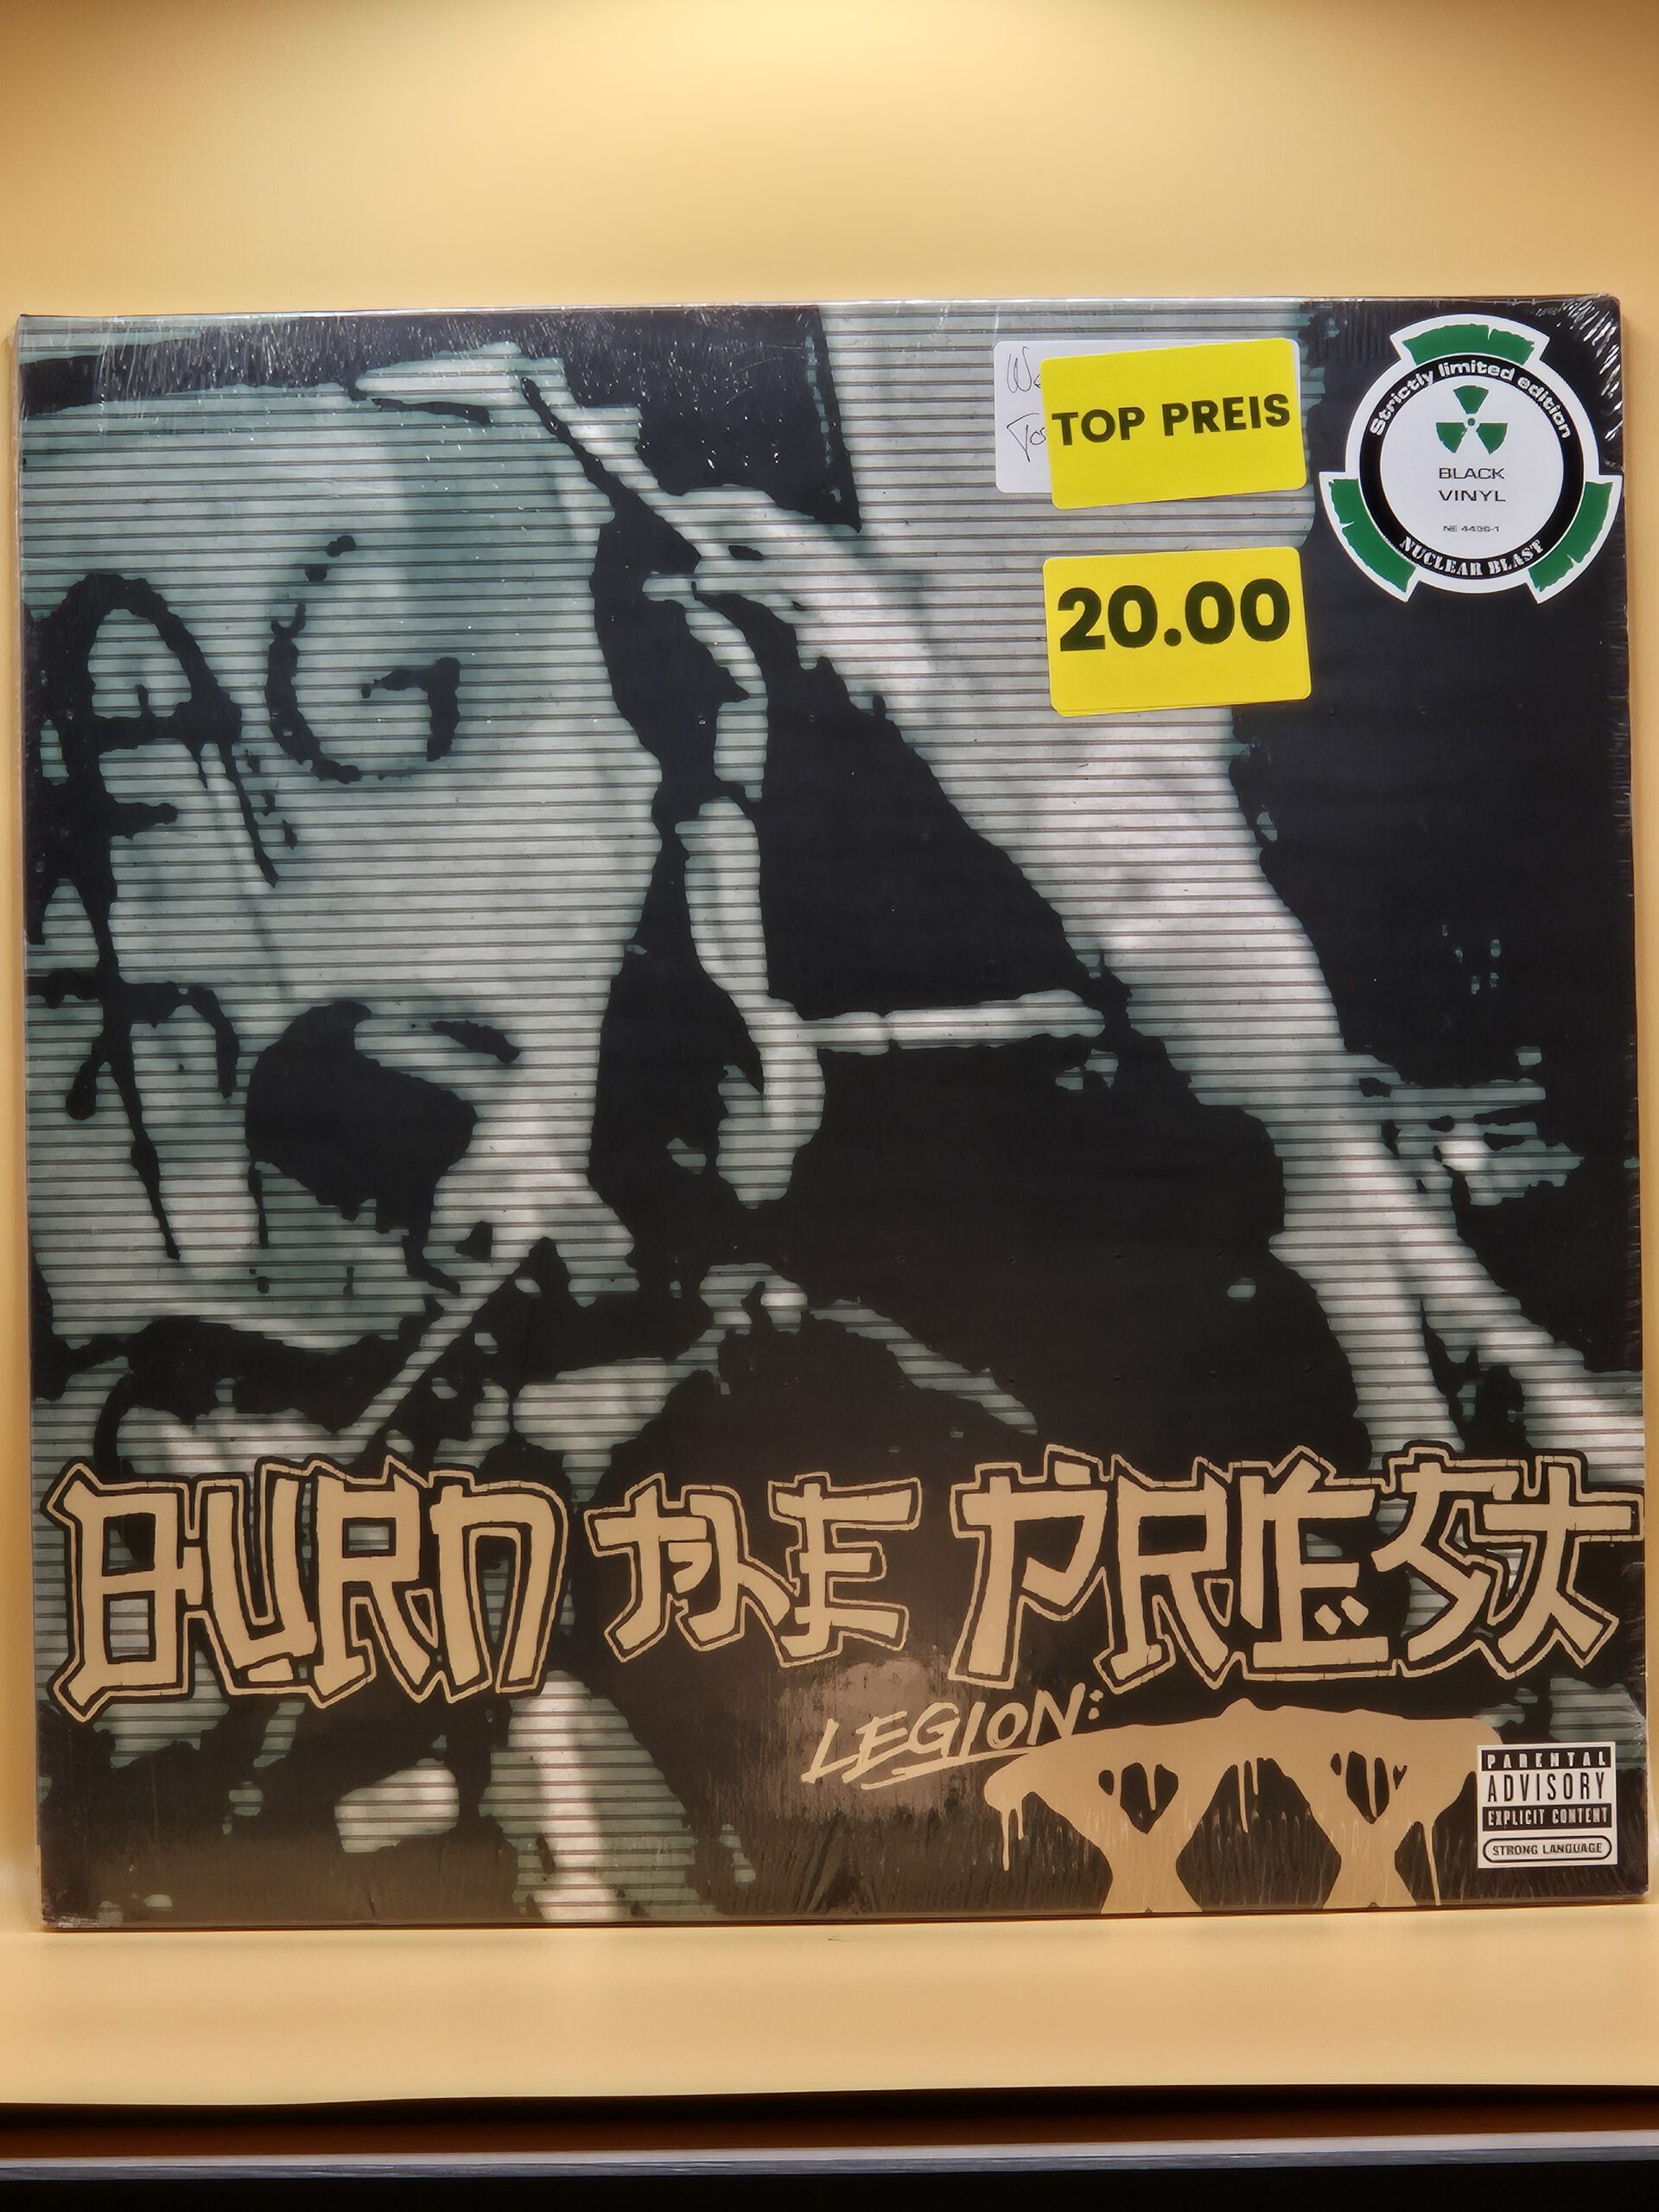 TOP PREIS
20.00
Strictly limited edition
BLACK
VINYL
NUCLEAR BLAST
BURN THE PRIEST
LEGION: XX
PARENTAL
ADVISORY
EXPLICIT CONTENT
STRONG LANGUAGE